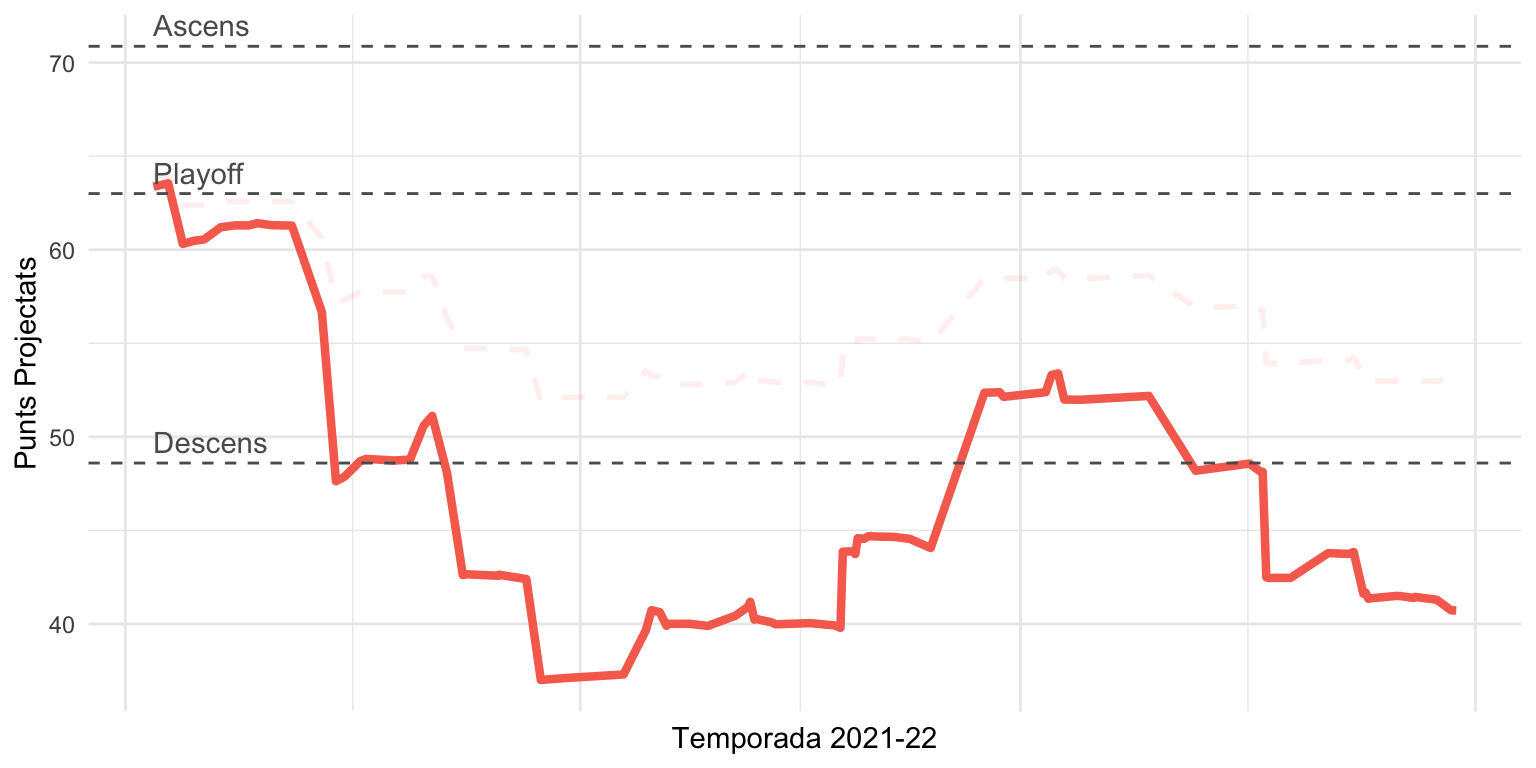 Ascens
70
Playoff
60
Punts Projectats
50
Descens
40
Temporada 2021-22